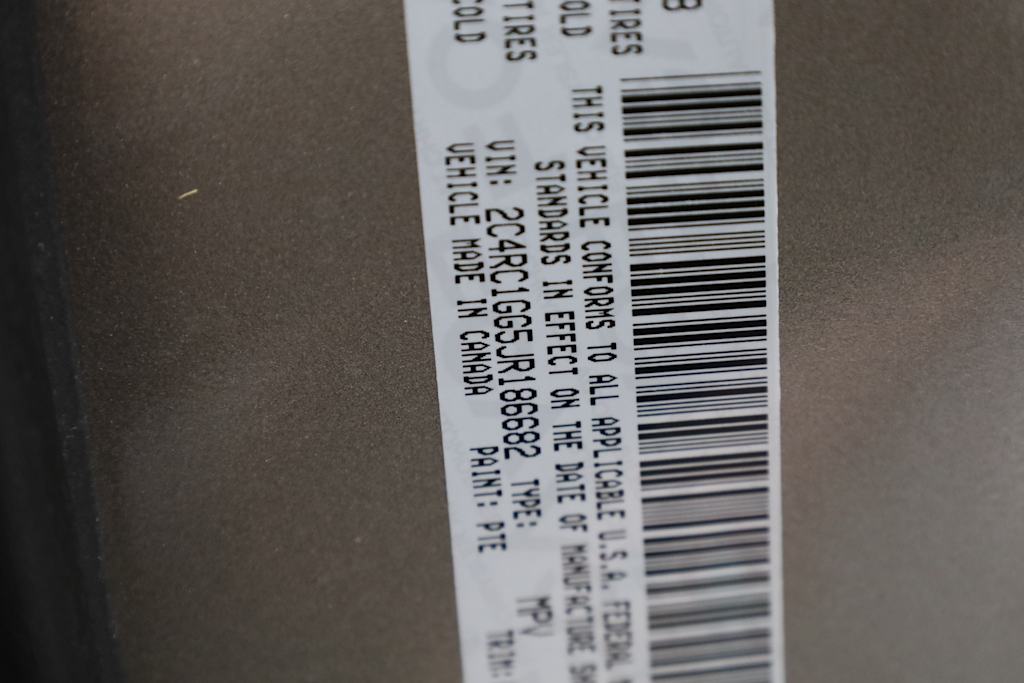 TIRES COLD
TIRES COLD
THIS VEHICLE CONFORMS TO ALL APPLICABLE U.S.A. FEDERAL
STANDARDS IN EFFECT ON THE DATE OF MANUFACTURE
VIN: 2C4RC1GG5JR186682 TYPE: MPV
VEHICLE MADE IN CANADA PAINT: PTE TRIM: